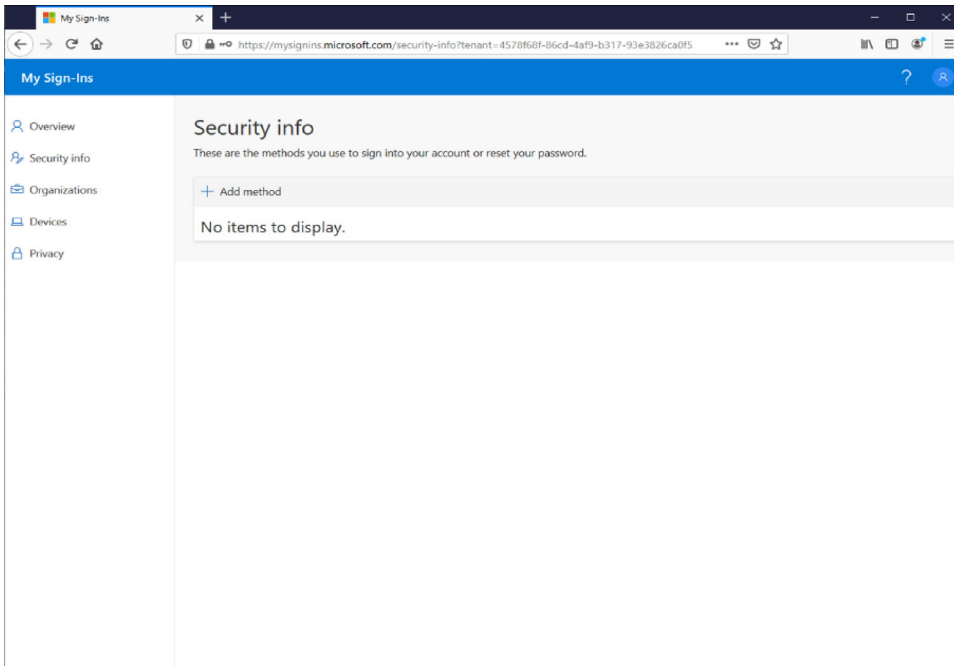 My Sign-Ins
https://mysignins.microsoft.com/security-info?tenant=4578f68f-86cd-4af9-b317-93e3826ca0f5
My Sign-Ins
?
Overview
Security info
Organizations
Devices
Privacy
Security info
These are the methods you use to sign into your account or reset your password.
+ Add method
No items to display.